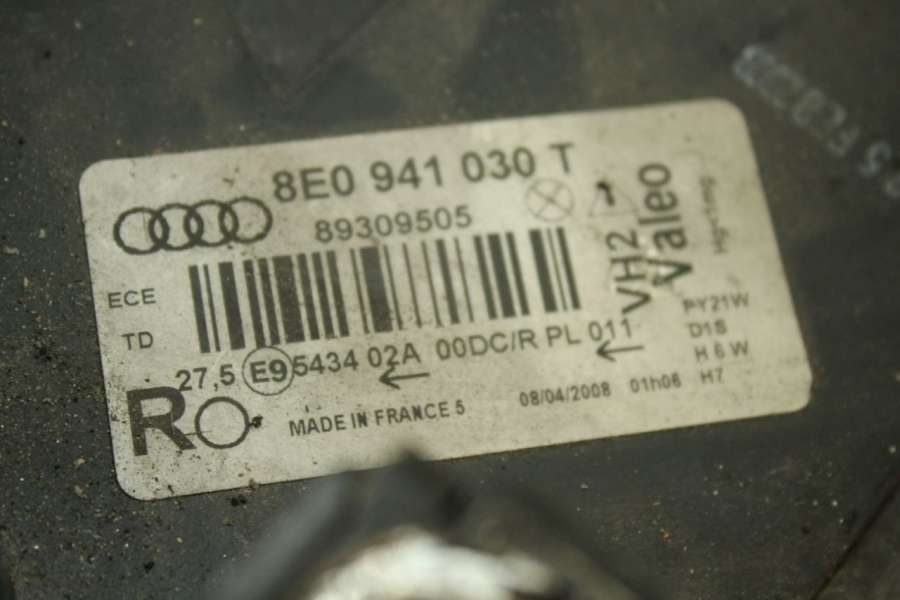 8E0 941 030 T
89309505
ECE
TD
27,5 E9 5434 02A 00DC/R PL 011
R
MADE IN FRANCE 5
08/04/2008 01h06
VH2
Valeo
PY21W
D1S
H6W
H7